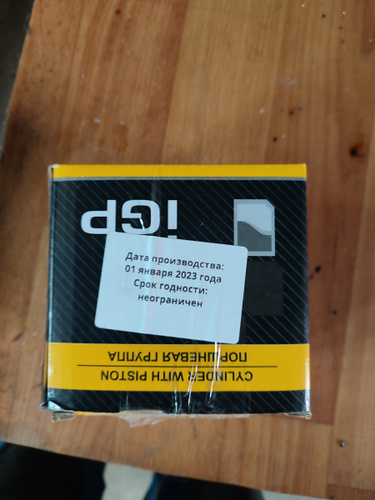 iGP
Дата производства:
01 января 2023 года
Срок годности:
неограничен
ПОРШНЕВАЯ ГРУППА
CYLINDER WITH PISTON